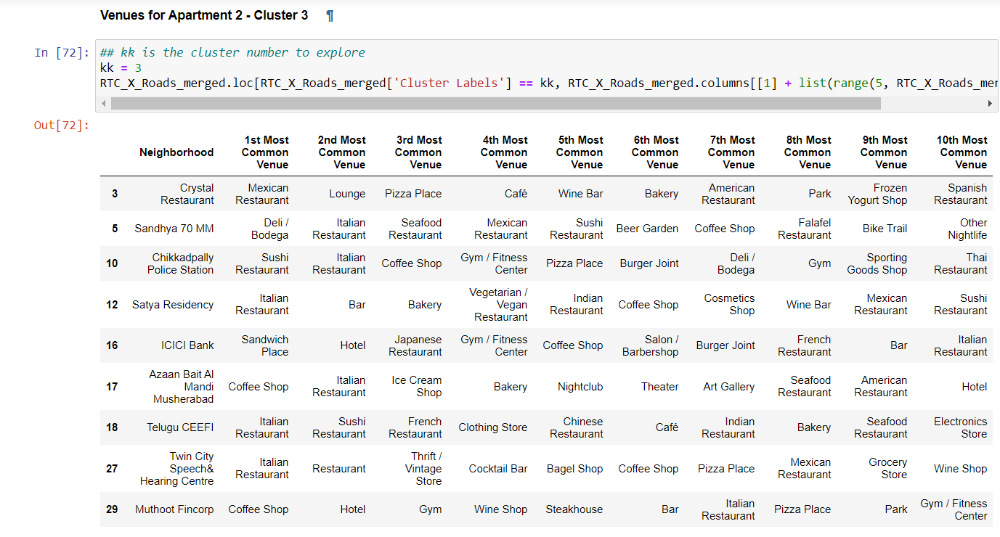 Venues for Apartment 2 - Cluster 3 ¶
In [72]: ## kk is the cluster number to explore
kk = 3
RTC_X_Roads_merged.loc[RTC_X_Roads_merged['Cluster Labels'] == kk, RTC_X_Roads_merged.columns[[1] + list(range(5, RTC_X_Roads_mer
Out[72]:
Neighborhood 1st Most Common Venue 2nd Most Common Venue 3rd Most Common Venue 4th Most Common Venue 5th Most Common Venue 6th Most Common Venue 7th Most Common Venue 8th Most Common Venue 9th Most Common Venue 10th Most Common Venue
3 Crystal Restaurant Mexican Restaurant Lounge Pizza Place Café Wine Bar Bakery American Restaurant Park Frozen Yogurt Shop Spanish Restaurant
5 Sandhya 70 MM Deli / Bodega Italian Restaurant Seafood Restaurant Mexican Restaurant Sushi Restaurant Beer Garden Coffee Shop Falafel Restaurant Bike Trail Other Nightlife
10 Chikkadpally Police Station Sushi Restaurant Italian Restaurant Coffee Shop Gym / Fitness Center Pizza Place Burger Joint Deli / Bodega Gym Sporting Goods Shop Thai Restaurant
12 Satya Residency Italian Restaurant Bar Bakery Vegetarian / Vegan Restaurant Indian Restaurant Coffee Shop Cosmetics Shop Wine Bar Mexican Restaurant Sushi Restaurant
16 ICICI Bank Sandwich Place Hotel Japanese Restaurant Gym / Fitness Center Coffee Shop Salon / Barbershop Burger Joint French Restaurant Bar Italian Restaurant
17 Azaan Bait Al Mandi Musherabad Coffee Shop Italian Restaurant Ice Cream Shop Bakery Nightclub Theater Art Gallery Seafood Restaurant American Restaurant Hotel
18 Telugu CEEFI Italian Restaurant Sushi Restaurant French Restaurant Clothing Store Chinese Restaurant Café Indian Restaurant Bakery Seafood Restaurant Electronics Store
27 Twin City Speech& Hearing Centre Italian Restaurant Restaurant Thrift / Vintage Store Cocktail Bar Bagel Shop Coffee Shop Pizza Place Mexican Restaurant Grocery Store Wine Shop
29 Muthoot Fincorp Coffee Shop Hotel Gym Wine Shop Steakhouse Bar Italian Restaurant Pizza Place Park Gym / Fitness Center